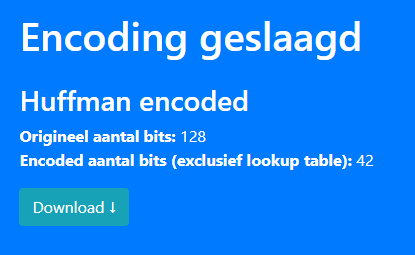 Encoding geslaagd
Huffman encoded
Origineel aantal bits: 128
Encoded aantal bits (exclusief lookup table): 42
Download ↓